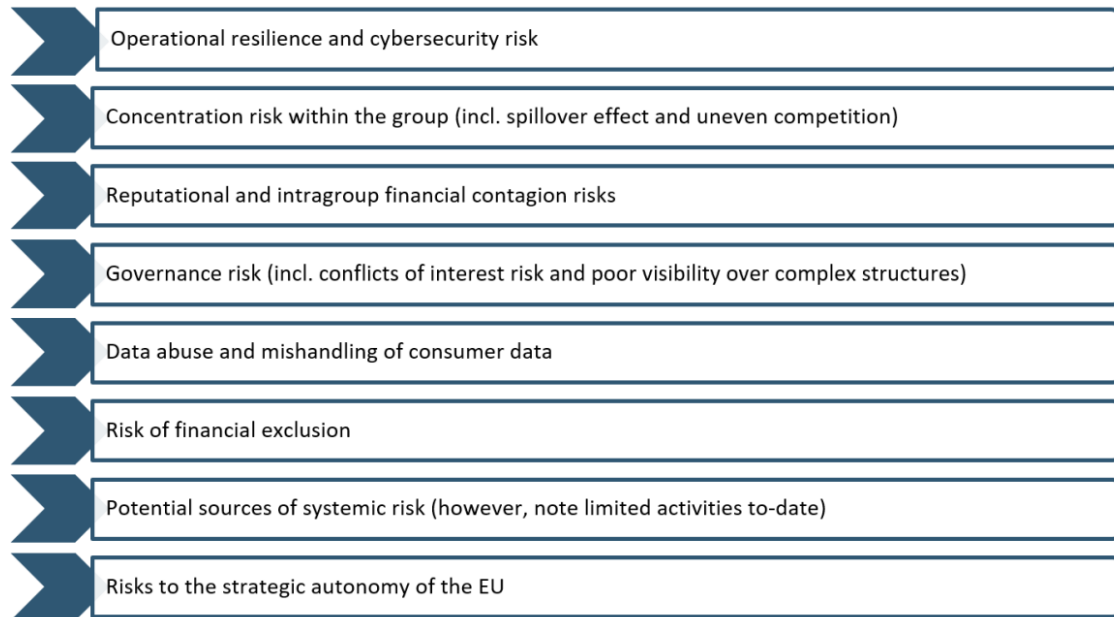 Operational resilience and cybersecurity risk
Concentration risk within the group (incl. spillover effect and uneven competition)
Reputational and intragroup financial contagion risks
Governance risk (incl. conflicts of interest risk and poor visibility over complex structures)
Data abuse and mishandling of consumer data
Risk of financial exclusion
Potential sources of systemic risk (however, note limited activities to-date)
Risks to the strategic autonomy of the EU